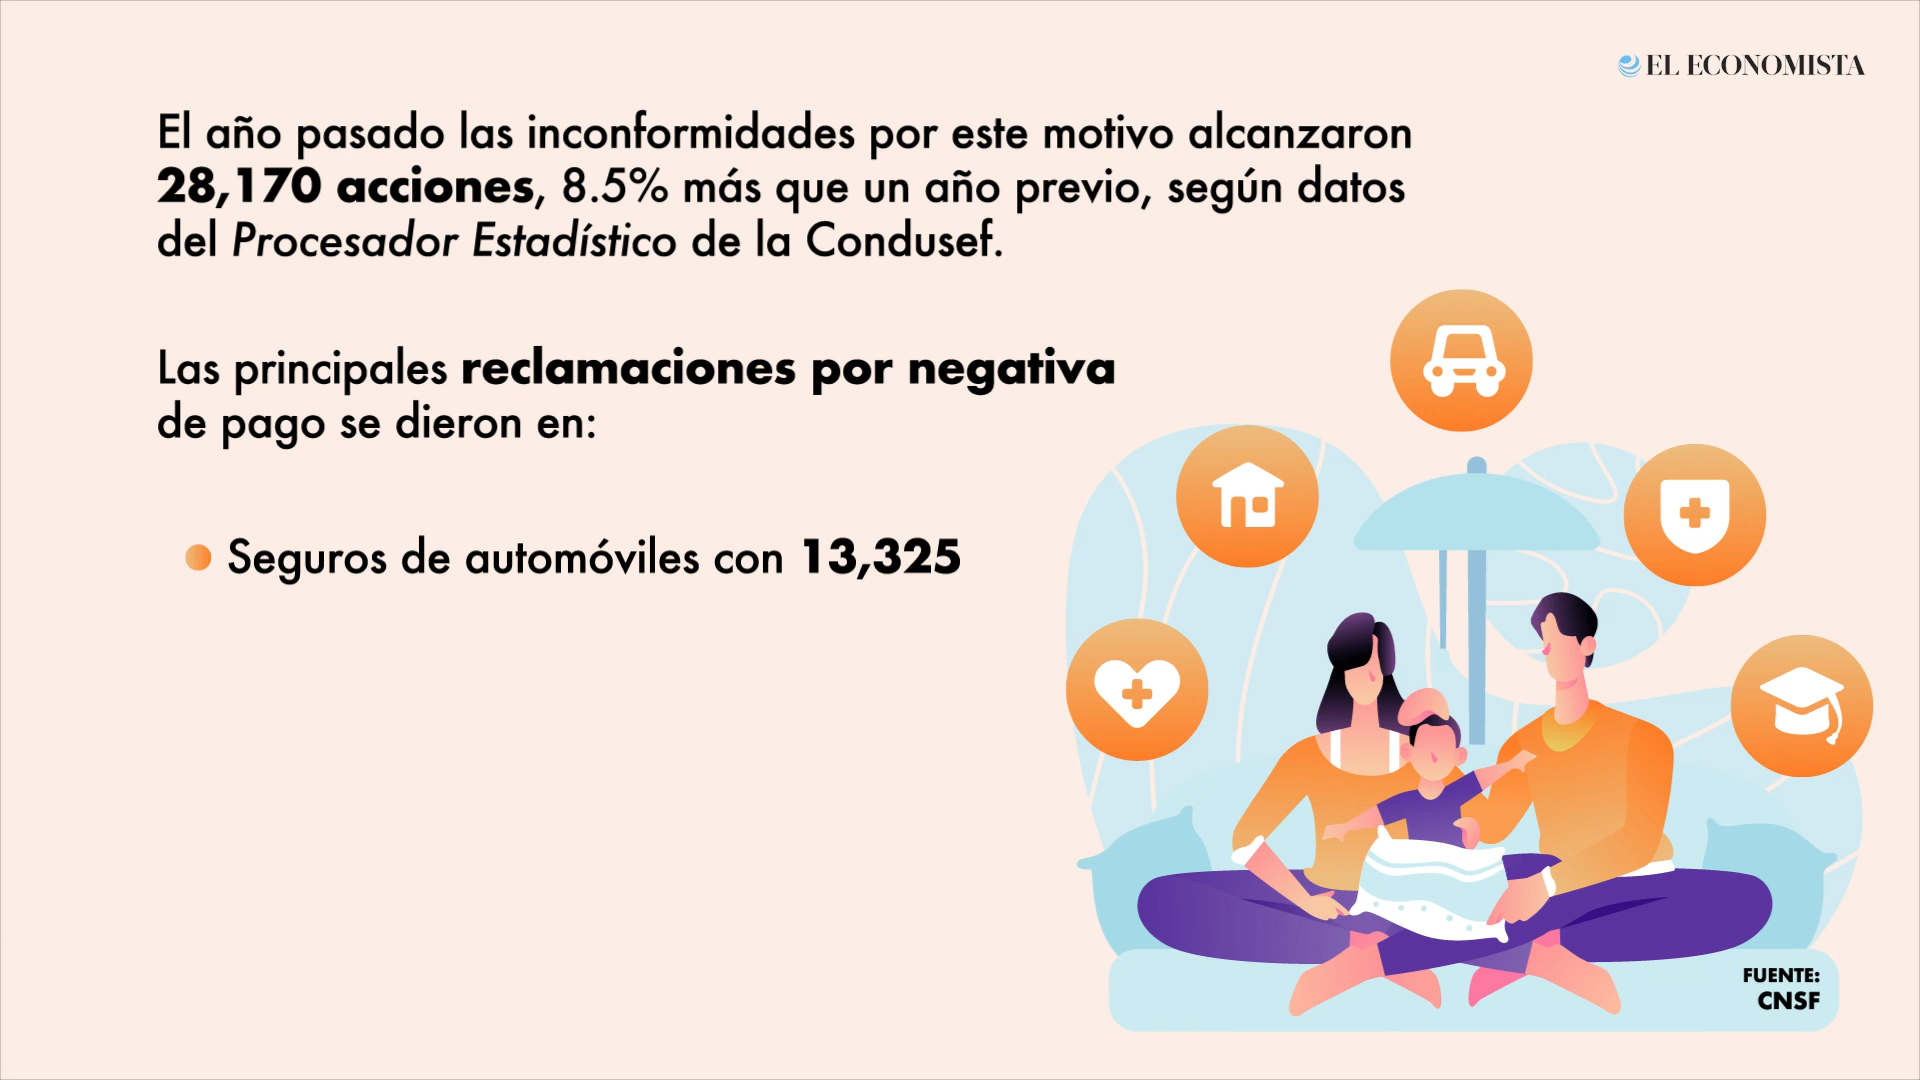 EL ECONOMISTA
El año pasado las inconformidades por este motivo alcanzaron
28,170 acciones, 8.5% más que un año previo, según datos
del Procesador Estadístico de la Condusef.
Las principales reclamaciones por negativa
de pago se dieron en:
Seguros de automóviles con 13,325
FUENTE:
CNSF